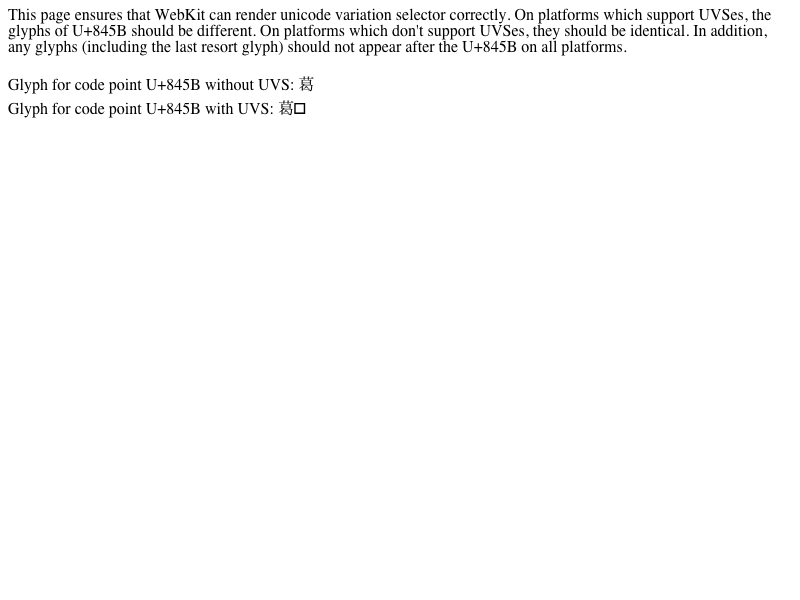 This page ensures that WebKit can render unicode variation selector correctly. On platforms which support UVSes, the
glyphs of U+845B should be different. On platforms which don't support UVSes, they should be identical. In addition,
any glyphs (including the last resort glyph) should not appear after the U+845B on all platforms.
Glyph for code point U+845B without UVS: 葛
Glyph for code point U+845B with UVS: 葛□